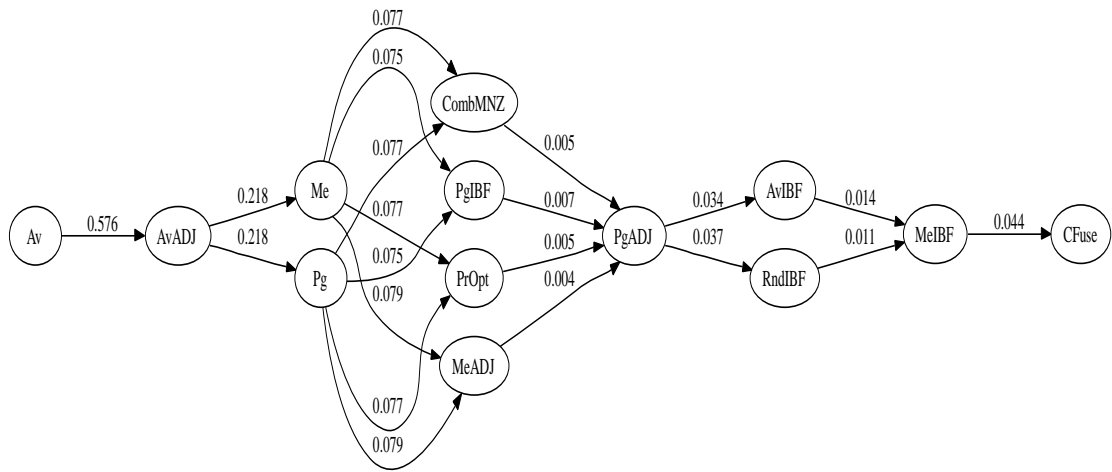 0.077
0.075
CombMNZ
0.077
0.005
Me
PgIBF
AvIBF
0.218
0.077
0.007
0.034
0.014
Av
0.576
AvADJ
0.218
PgADJ
MeIBF
0.044
CFuse
0.075
0.005
0.037
0.011
Pg
0.079
PrOpt
0.004
RndIBF
MeADJ
0.077
0.079